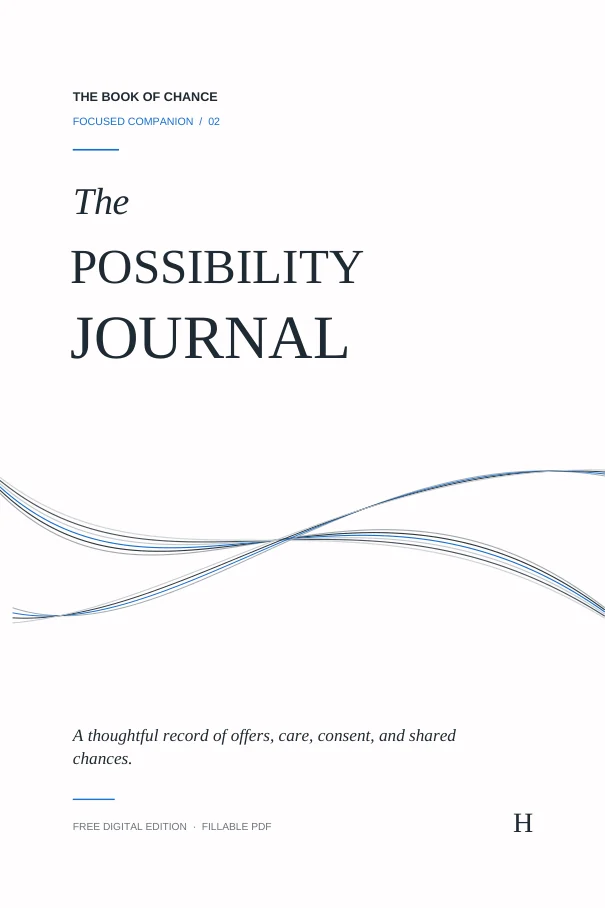 THE BOOK OF CHANCE
FOCUSED COMPANION / 02
The
POSSIBILITY
JOURNAL
A thoughtful record of offers, care, consent, and shared
chances.
FREE DIGITAL EDITION · FILLABLE PDF
H